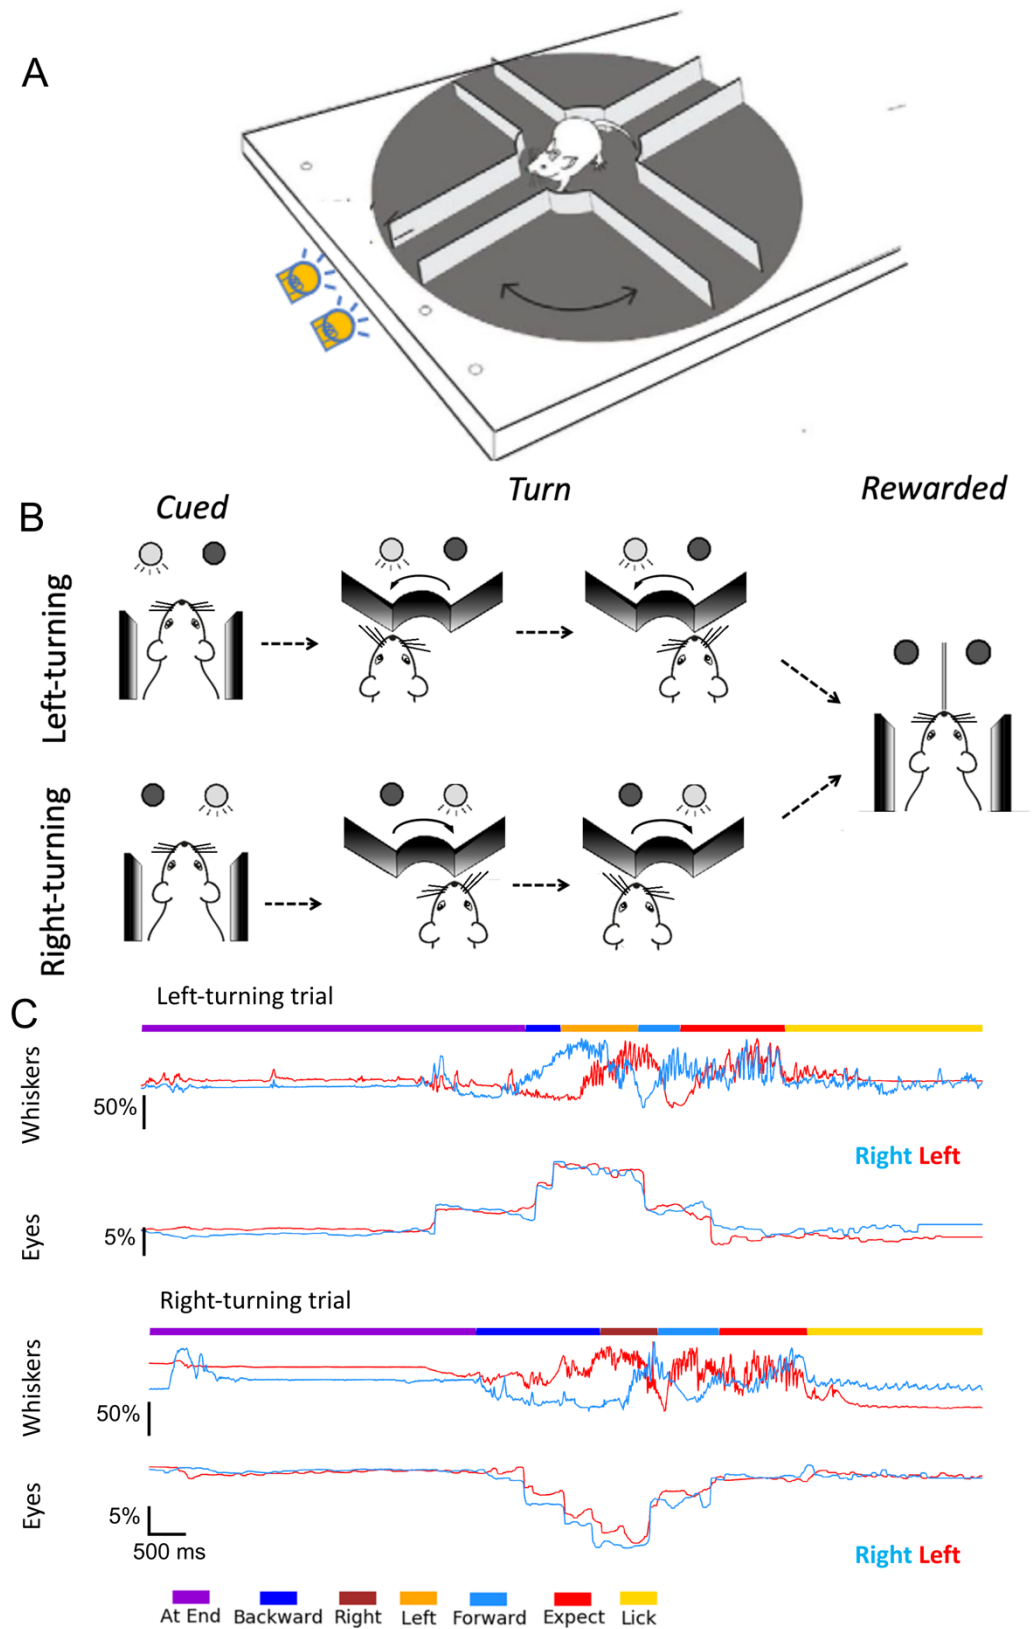 A
B
Cued
Turn
Rewarded
Left-turning
Right-turning
C
Left-turning trial
Whiskers
50%
Right Left
Eyes
5%
Right-turning trial
Whiskers
50%
Eyes
5%
500 ms
Right Left
At End Backward Right Left Forward Expect Lick